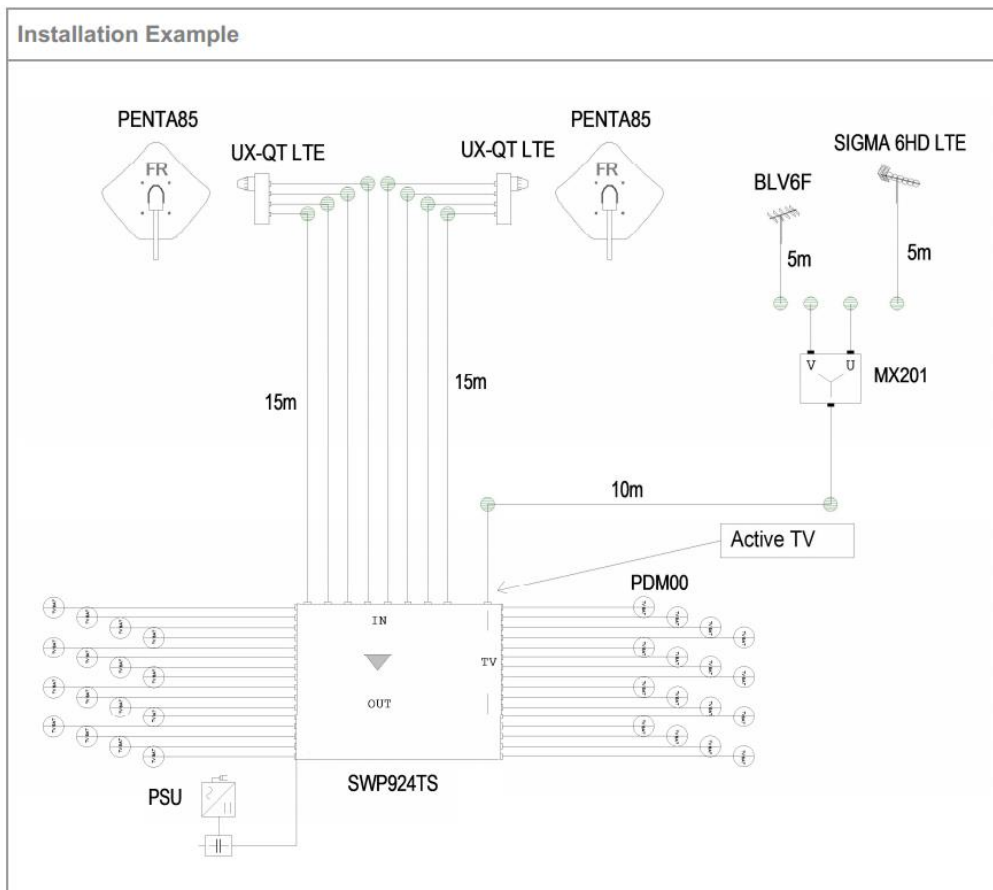 Installation Example
PENTA85
UX-QT LTE
FR
PENTA85
UX-QT LTE
FR
SIGMA 6HD LTE
BLV6F
5m
5m
V
U
MX201
15m
15m
10m
Active TV
PDM00
IN
TV
OUT
SWP924TS
PSU